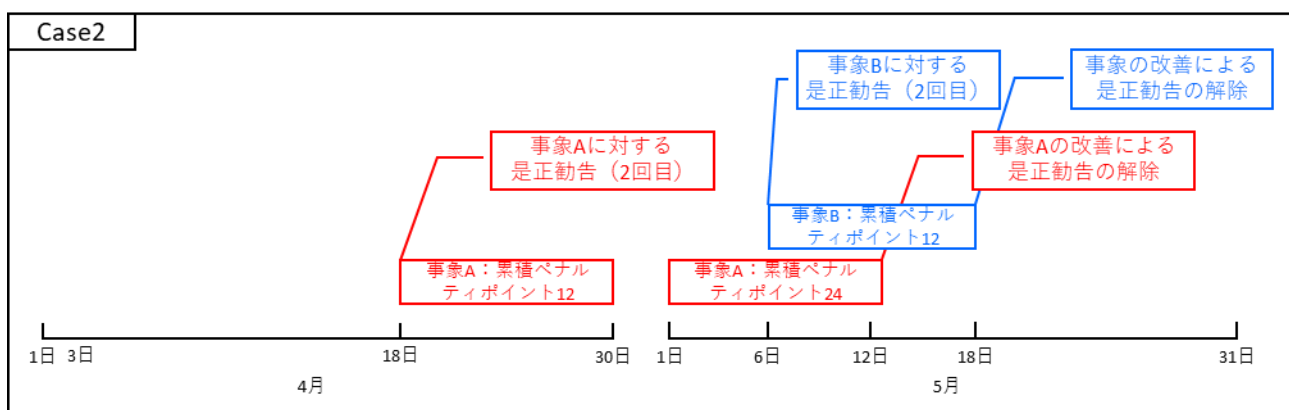 Case2
事象Bに対する
是正勧告（2回目）
事象の改善による
是正勧告の解除
事象Aに対する
是正勧告（2回目）
事象Aの改善による
是正勧告の解除
事象B：累積ペナル
ティポイント12
事象A：累積ペナル
ティポイント12
事象A：累積ペナル
ティポイント24
1日 3日 18日 30日 1日 6日 12日 18日 31日
4月 5月